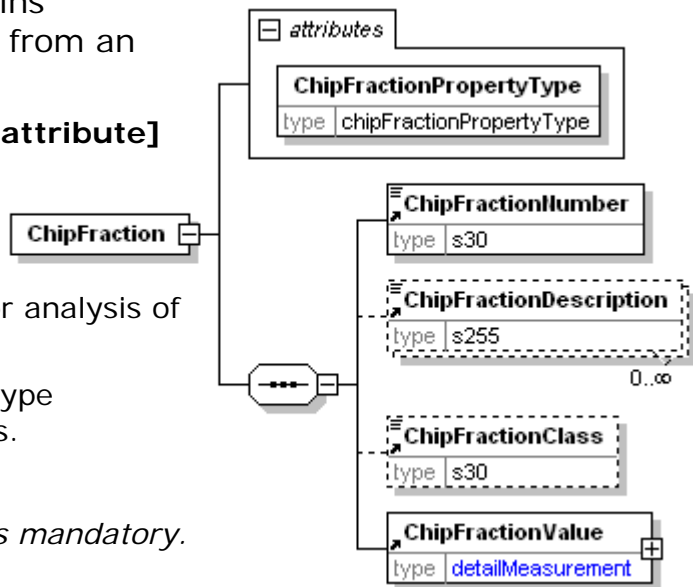 ins
from an
attribute]
r analysis of
ype
s.
s mandatory.
attributes
ChipFractionPropertyType
type chipFractionPropertyType
ChipFraction
ChipFractionNumber
type s30
ChipFractionDescription
type s255
0..∞
ChipFractionClass
type s30
ChipFractionValue
type detailMeasurement